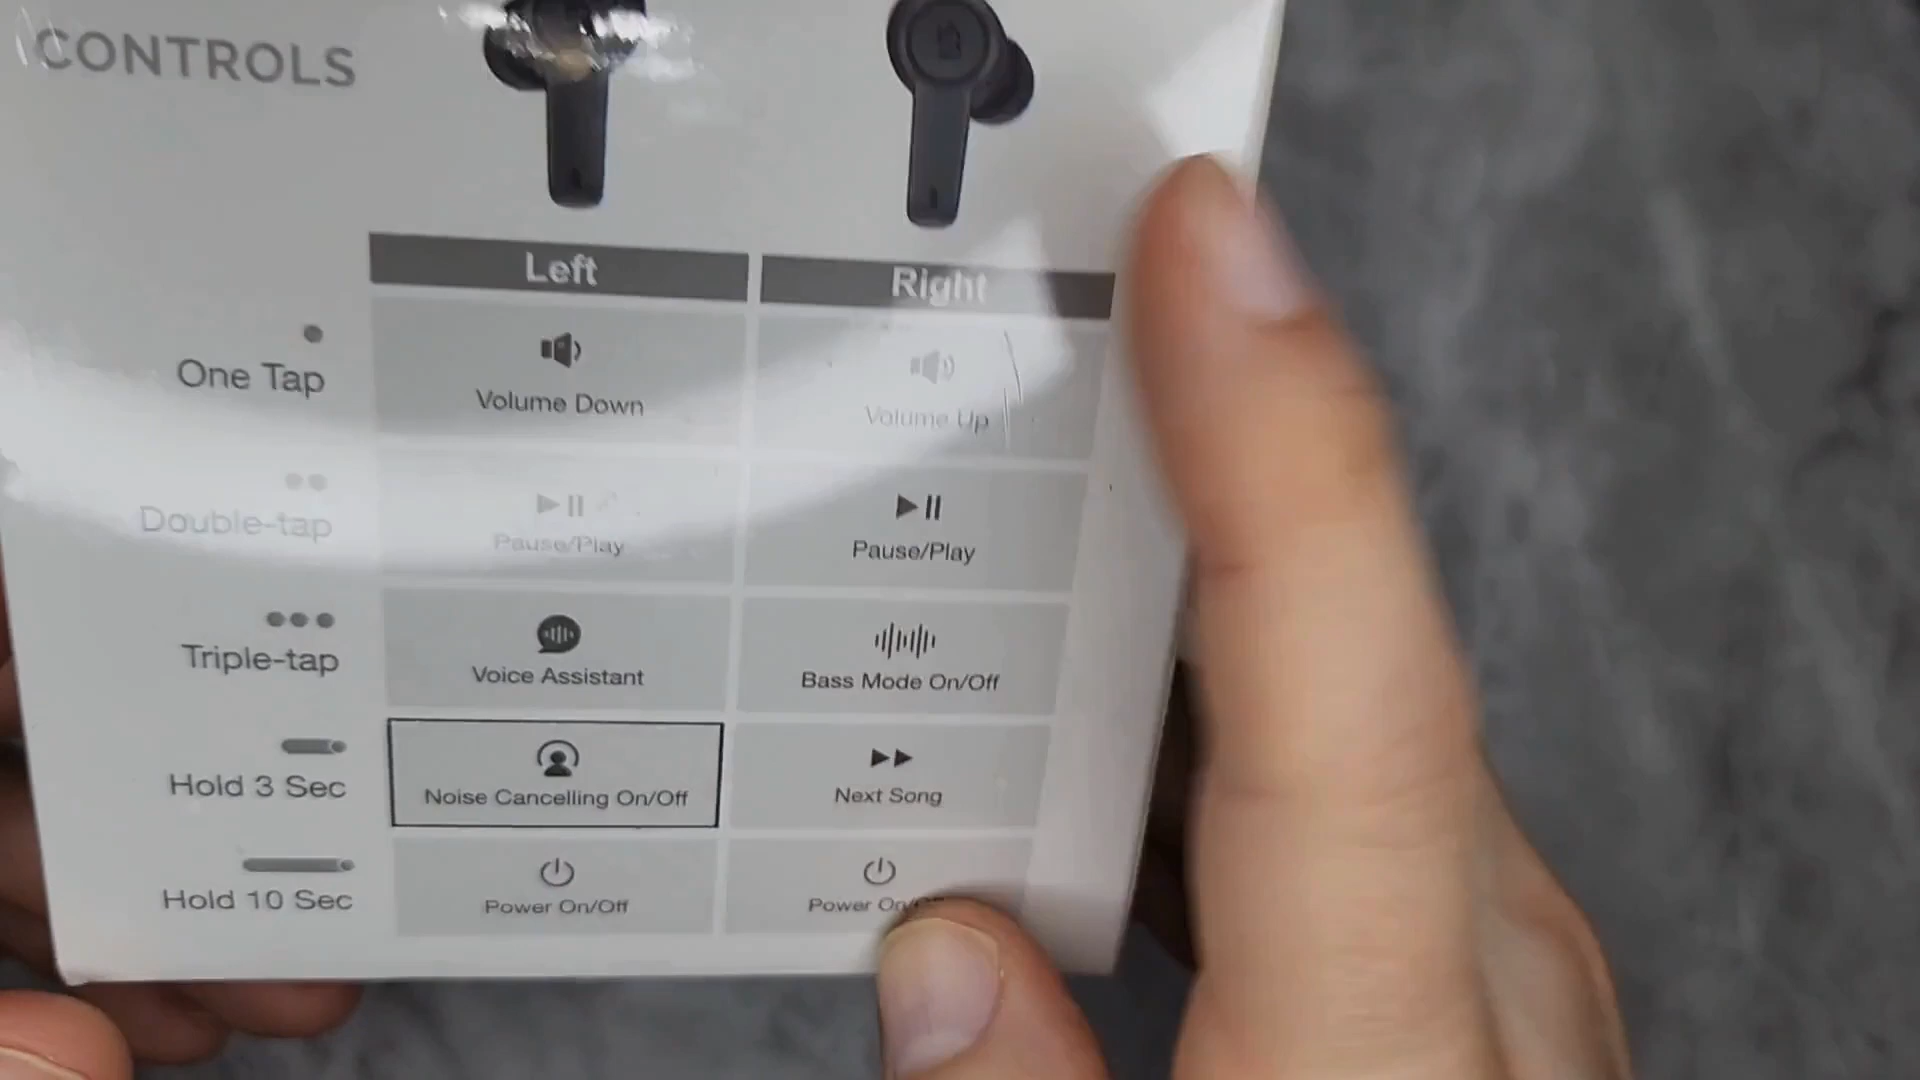 CONTROLS
Left Right
One Tap
Volume Down
Volume Up
Double-tap
Pause/Play
Pause/Play
Triple-tap
Voice Assistant
Bass Mode On/Off
Hold 3 Sec
Noise Cancelling On/Off
Next Song
Hold 10 Sec
Power On/Off
Power